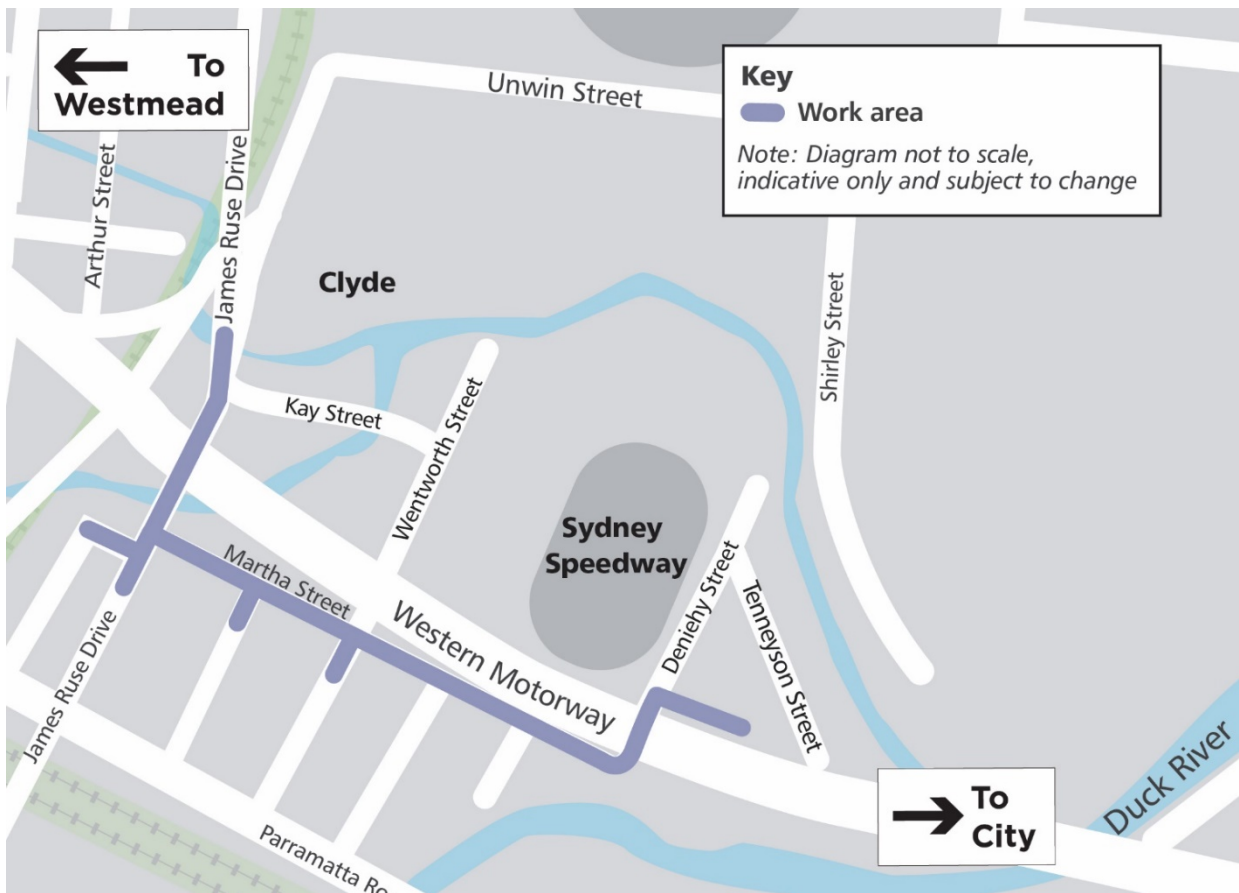 To
Westmead
Arthur Street
James Ruse Drive
Unwin Street
Key
Work area
Note: Diagram not to scale,
indicative only and subject to change
Clyde
Shirley Street
Kay Street
Wentworth Street
Sydney
Speedway
Martha Street
Western Motorway
Deniehy Street
Tenneyson Street
James Ruse Drive
Parramatta Ro
To
City
Duck River